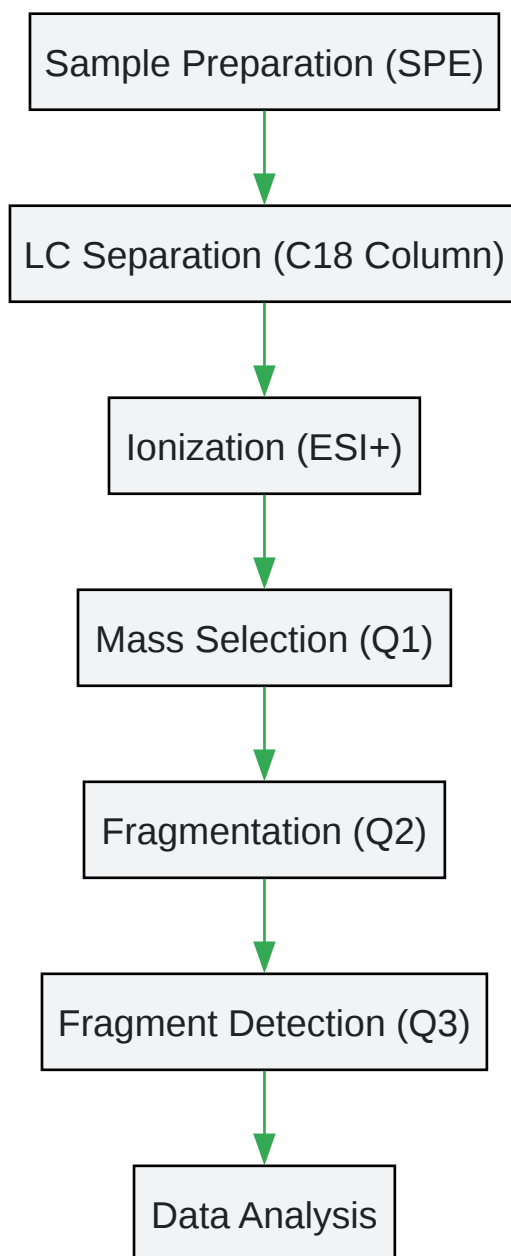 Sample Preparation (SPE)
LC Separation (C18 Column)
Ionization (ESI+)
Mass Selection (Q1)
Fragmentation (Q2)
Fragment Detection (Q3)
Data Analysis